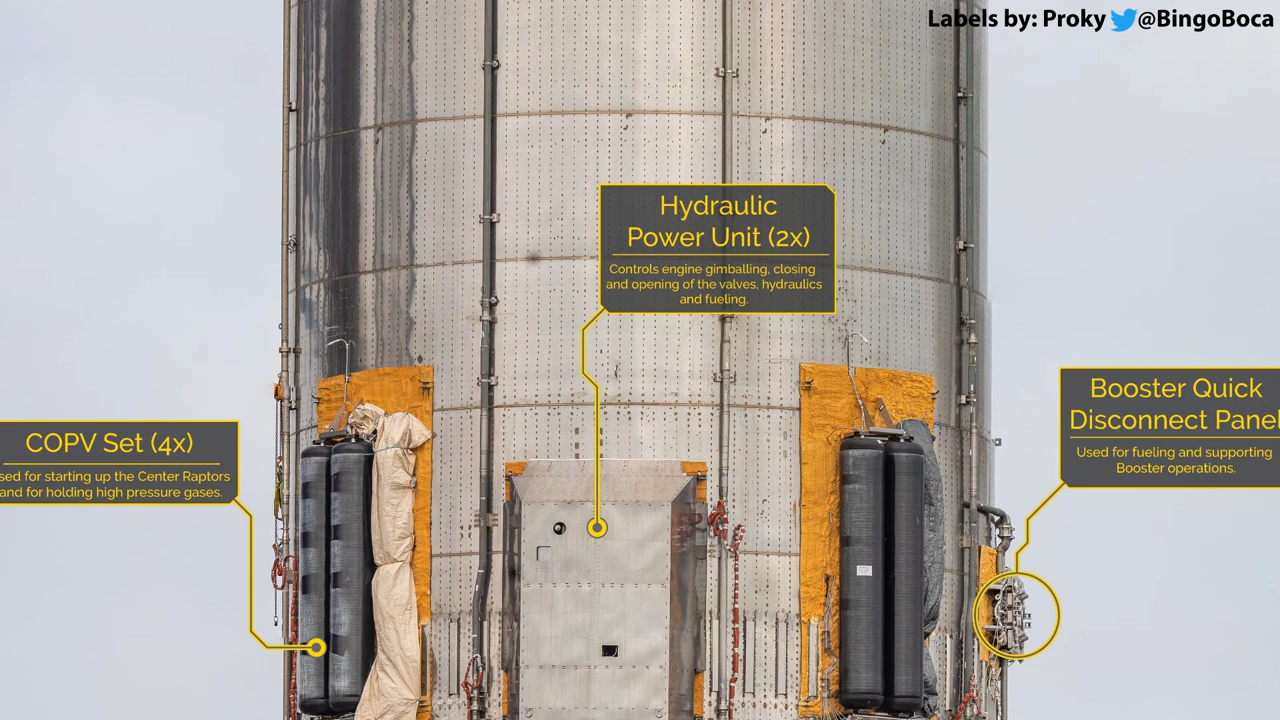 Labels by: Proky @BingoBoca
Hydraulic
Power Unit (2x)
Controls engine gimballing, closing
and opening of the valves, hydraulics
and fueling.
Booster Quick
Disconnect Panel
Used for fueling and supporting
Booster operations.
COPV Set (4x)
sed for starting up the Center Raptors
and for holding high pressure gases.